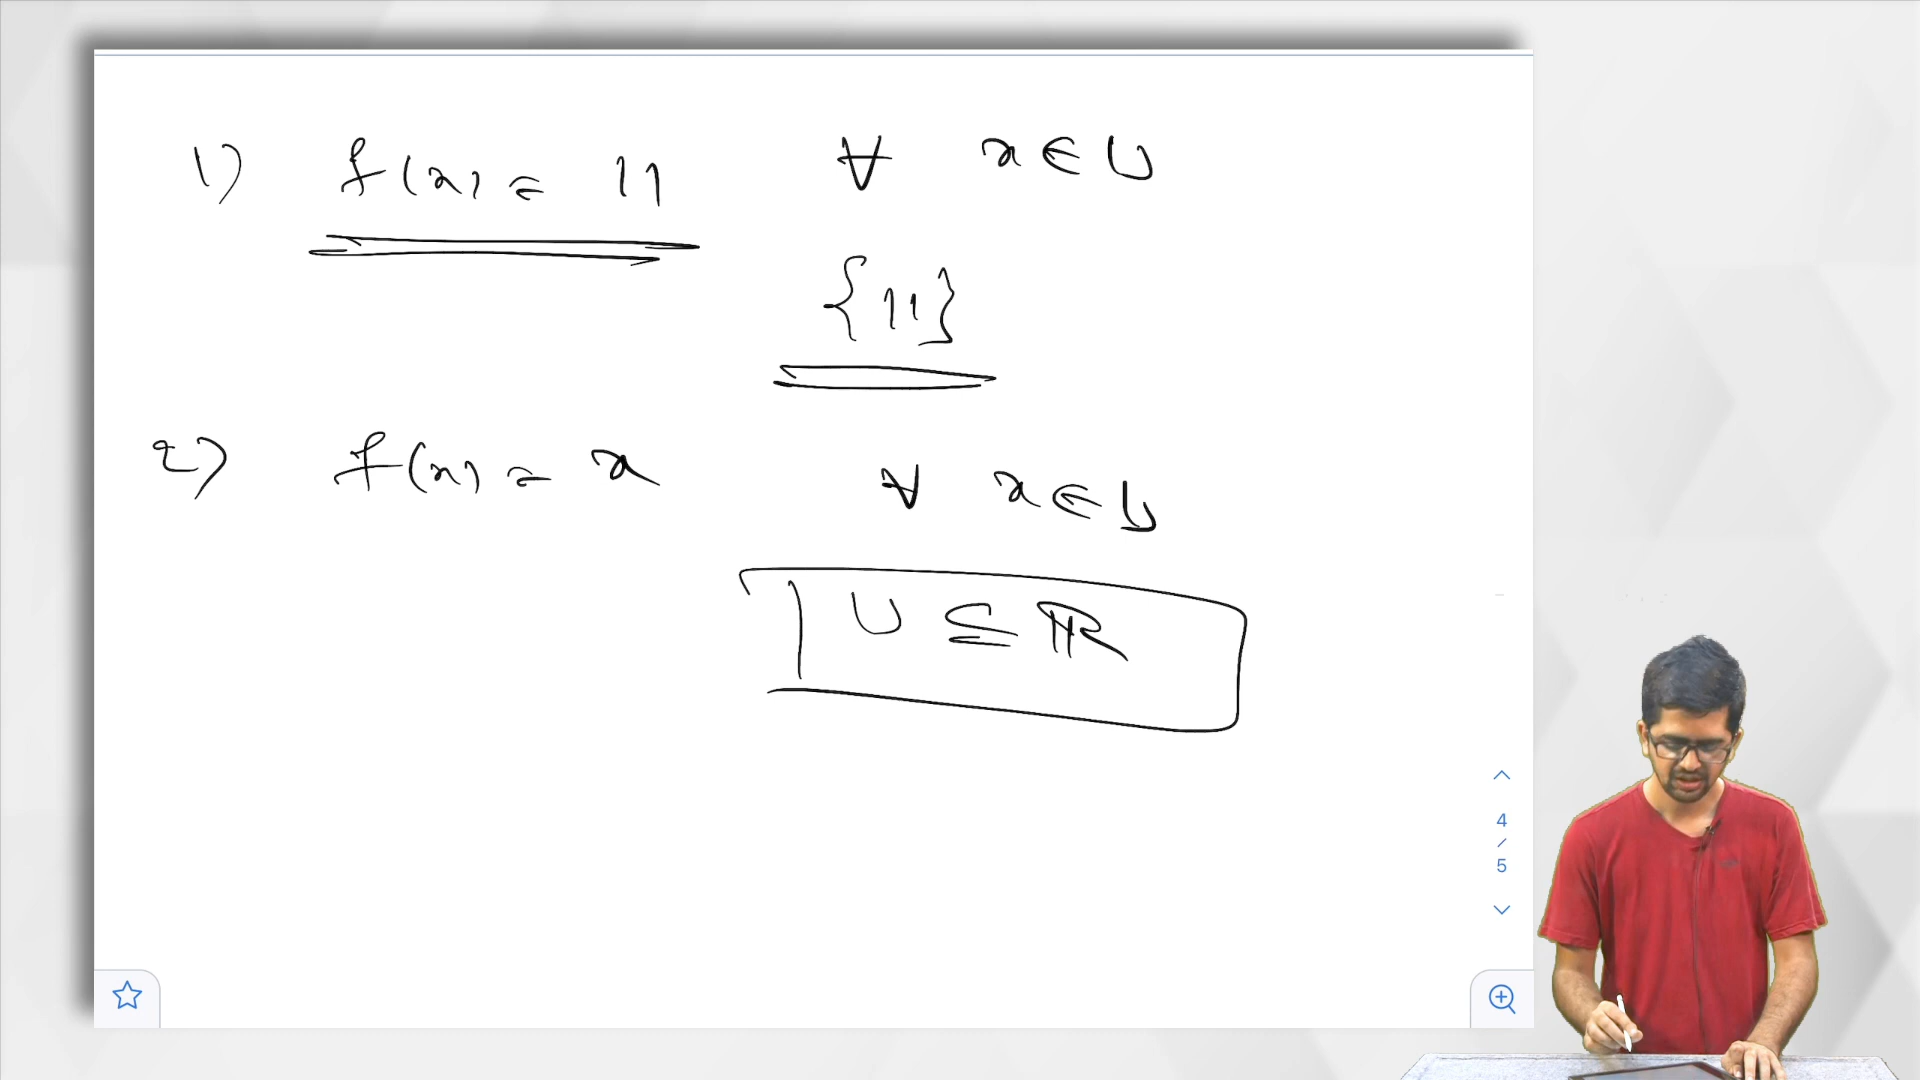 1) f(x) = 11 ∀ x ∈ U
{11}
2) f(x) = x ∀ x ∈ U
U ⊆ ℝ
4
/
5